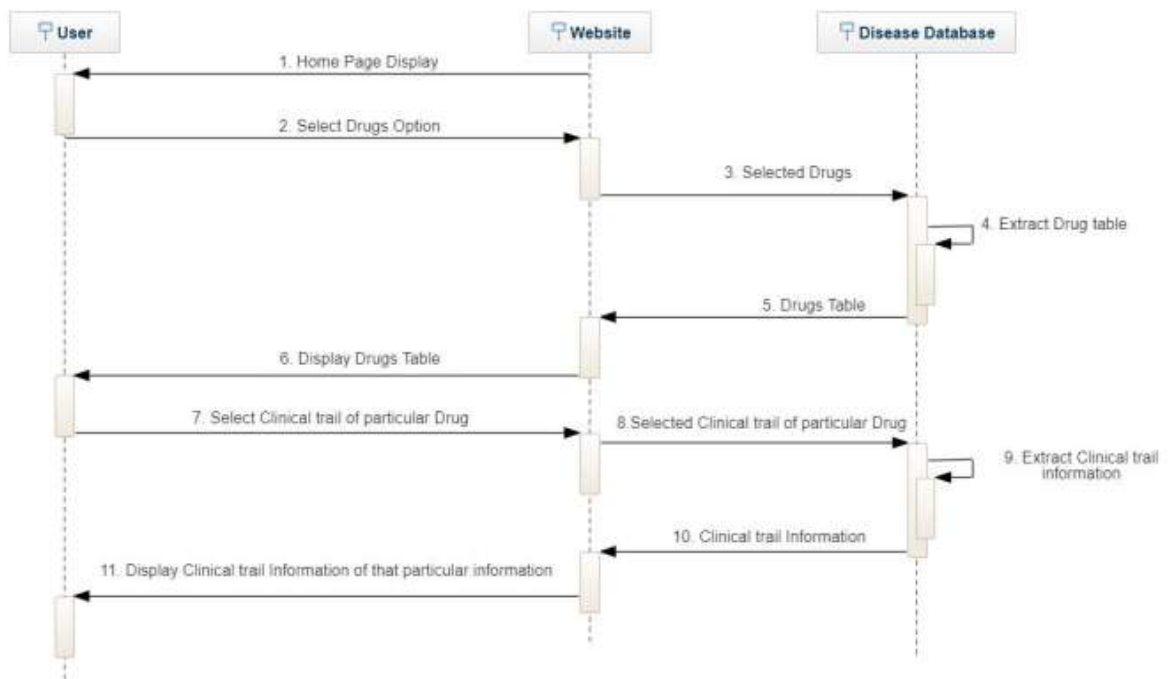 User
Website
Disease Database
1. Home Page Display
2. Select Drugs Option
3. Selected Drugs
4. Extract Drug table
5. Drugs Table
6. Display Drugs Table
7. Select Clinical trail of particular Drug
8.Selected Clinical trail of particular Drug
9. Extract Clinical trail
information
10. Clinical trail Information
11. Display Clinical trail Information of that particular information